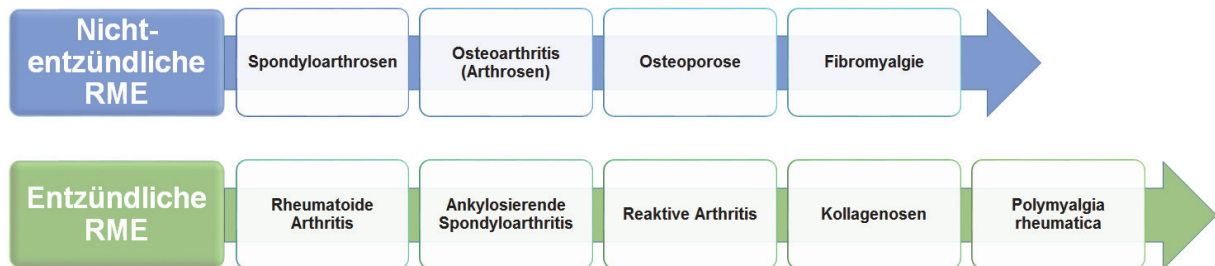 Nicht-
entzündliche
RME
Spondyloarthrosen
Osteoarthritis
(Arthrosen)
Osteoporose
Fibromyalgie
Entzündliche
RME
Rheumatoide
Arthritis
Ankylosierende
Spondyloarthritis
Reaktive Arthritis
Kollagenosen
Polymyalgia
rheumatica